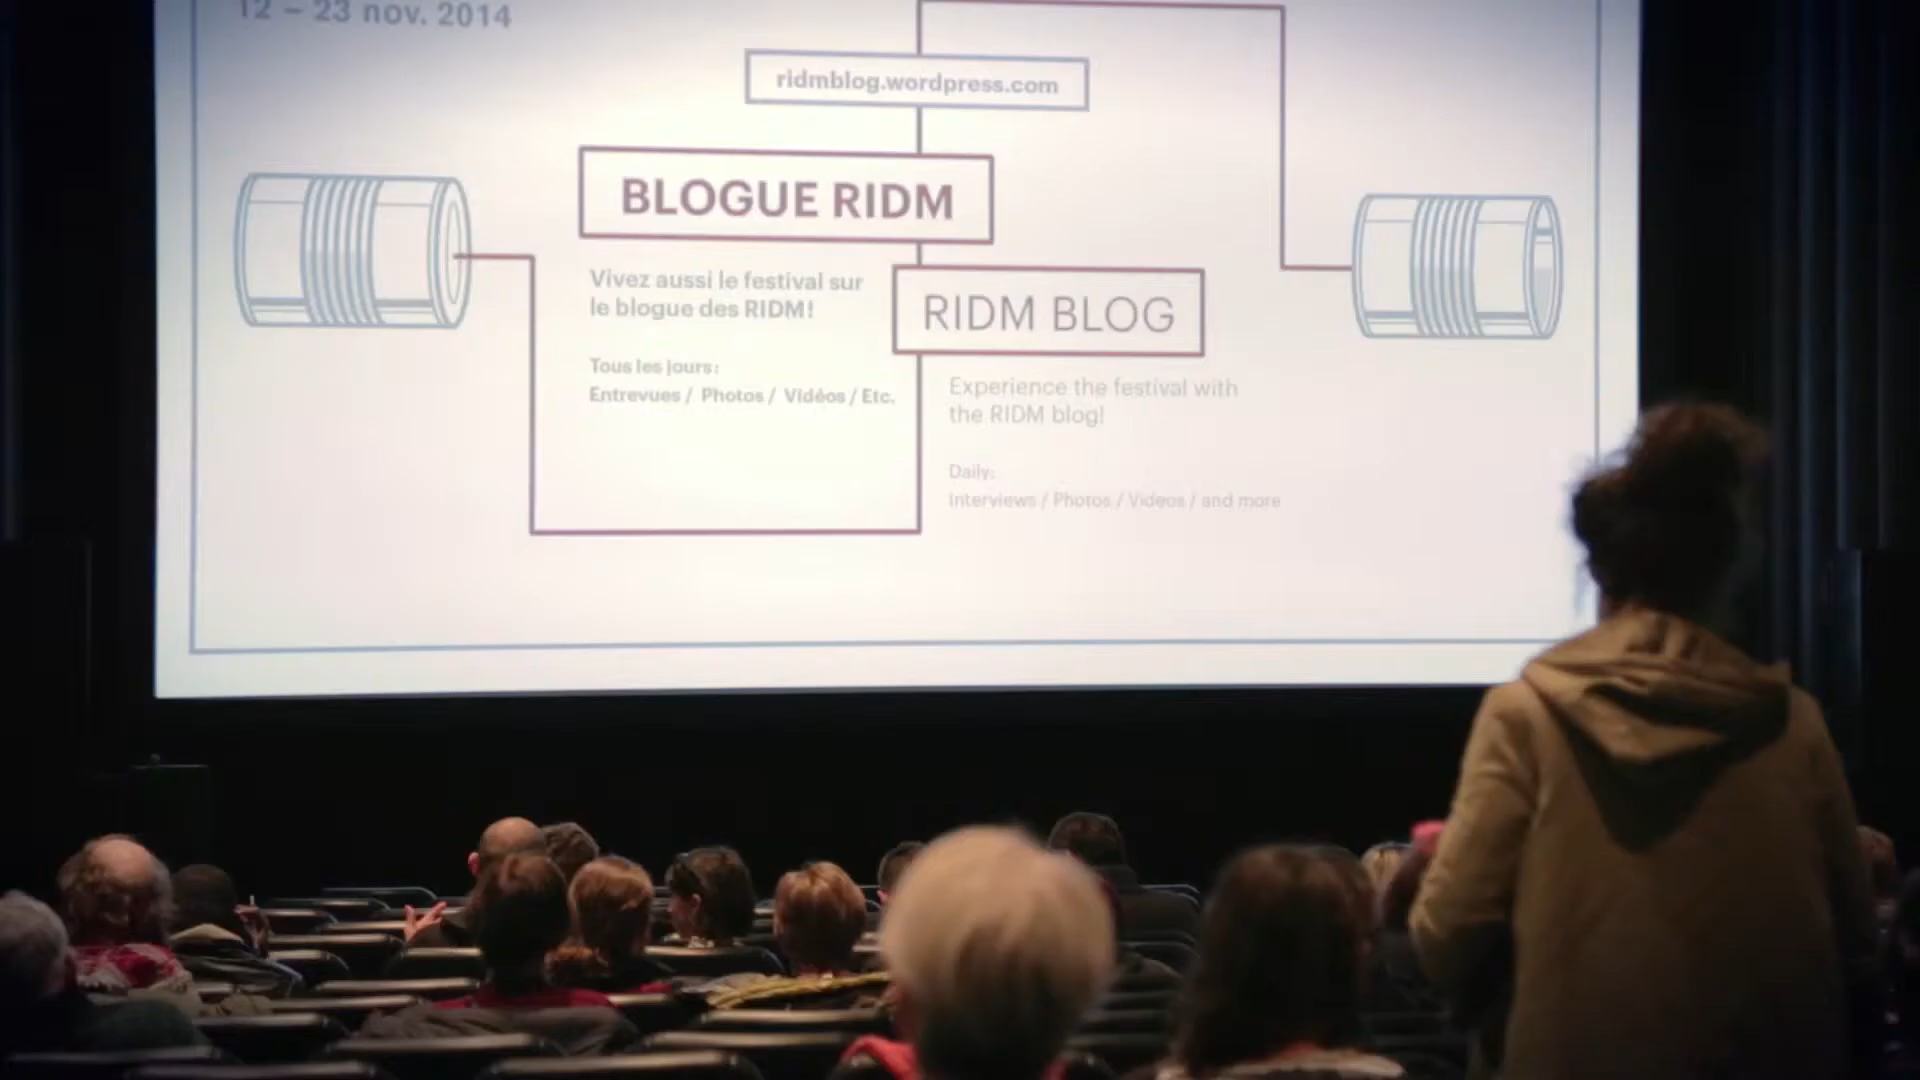 12 – 23 nov. 2014
ridmblog.wordpress.com
BLOGUE RIDM
Vivez aussi le festival sur
le blogue des RIDM!
Tous les jours:
Entrevues / Photos / Vidéos / Etc.
RIDM BLOG
Experience the festival with
the RIDM blog!
Daily:
Interviews / Photos / Videos / and more